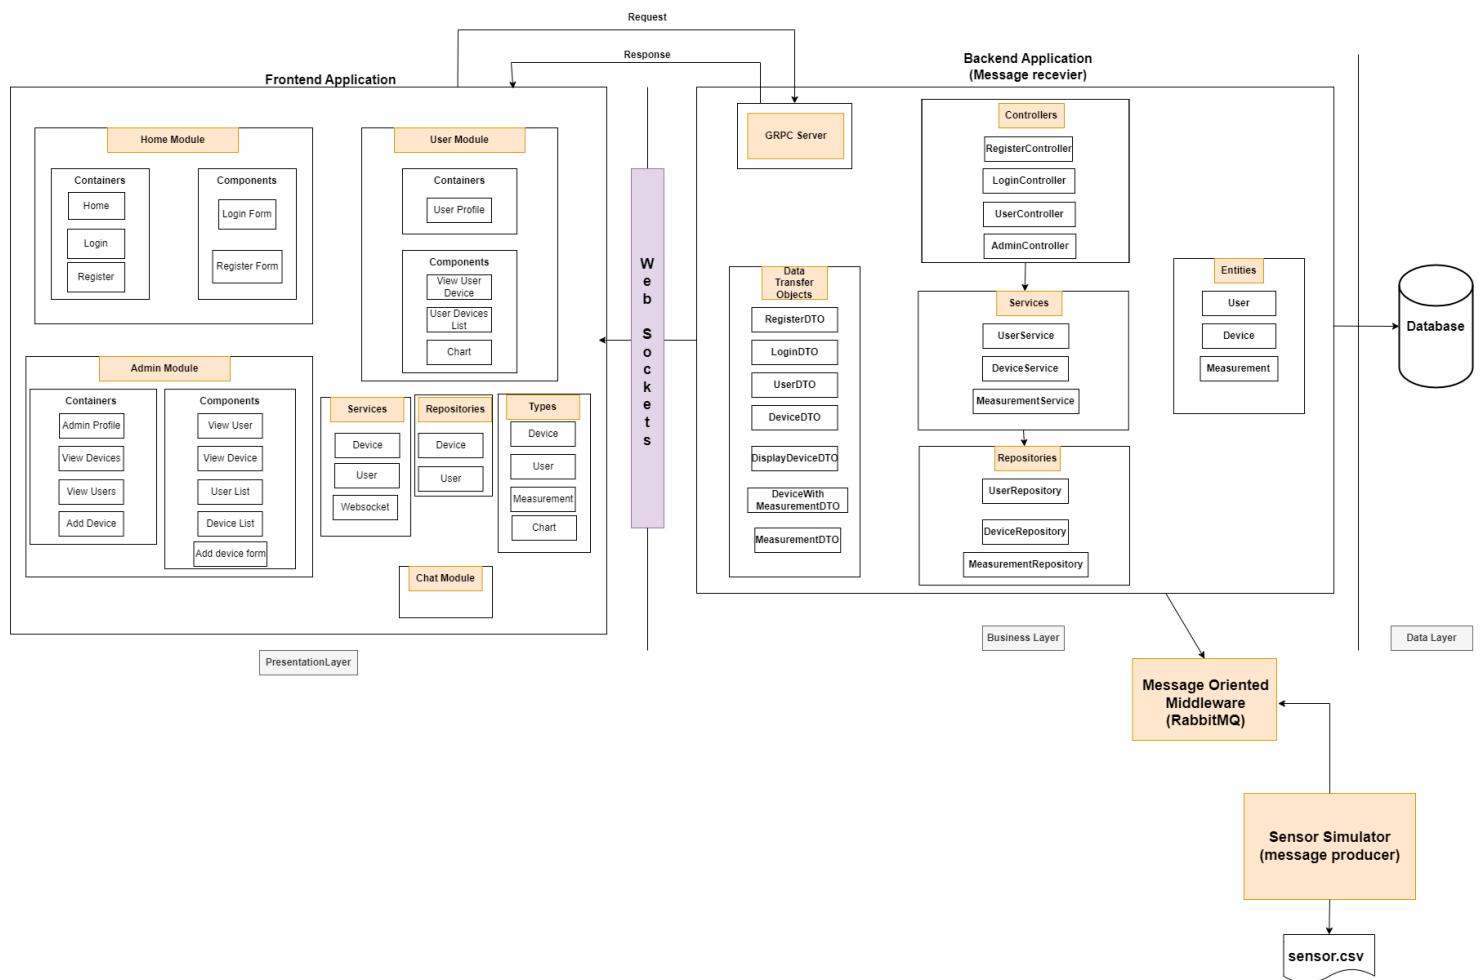 Request
Response
Frontend Application
Backend Application
(Message recevier)
Home Module
Containers
Home
Login
Register
Components
Login Form
Register Form
User Module
Containers
User Profile
Components
View User
Device
User Devices
List
Chart
Admin Module
Containers
Admin Profile
View Devices
View Users
Add Device
Components
View User
View Device
User List
Device List
Add device form
Services
Device
User
Websocket
Repositories
Device
User
Types
Device
User
Measurement
Chart
Chat Module
PresentationLayer
Web Sockets
GRPC Server
Data
Transfer
Objects
RegisterDTO
LoginDTO
UserDTO
DeviceDTO
DisplayDeviceDTO
DeviceWith
MeasurementDTO
MeasurementDTO
Controllers
RegisterController
LoginController
UserController
AdminController
Services
UserService
DeviceService
MeasurementService
Repositories
UserRepository
DeviceRepository
MeasurementRepository
Entities
User
Device
Measurement
Business Layer
Database
Data Layer
Message Oriented
Middleware
(RabbitMQ)
Sensor Simulator
(message producer)
sensor.csv